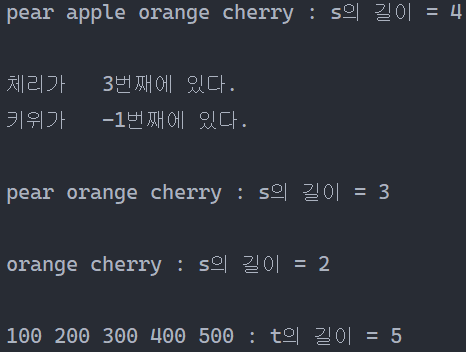 pear apple orange cherry : s의 길이 = 4
체리가   3번째에 있다.
키위가   -1번째에 있다.
pear orange cherry : s의 길이 = 3
orange cherry : s의 길이 = 2
100 200 300 400 500 : t의 길이 = 5